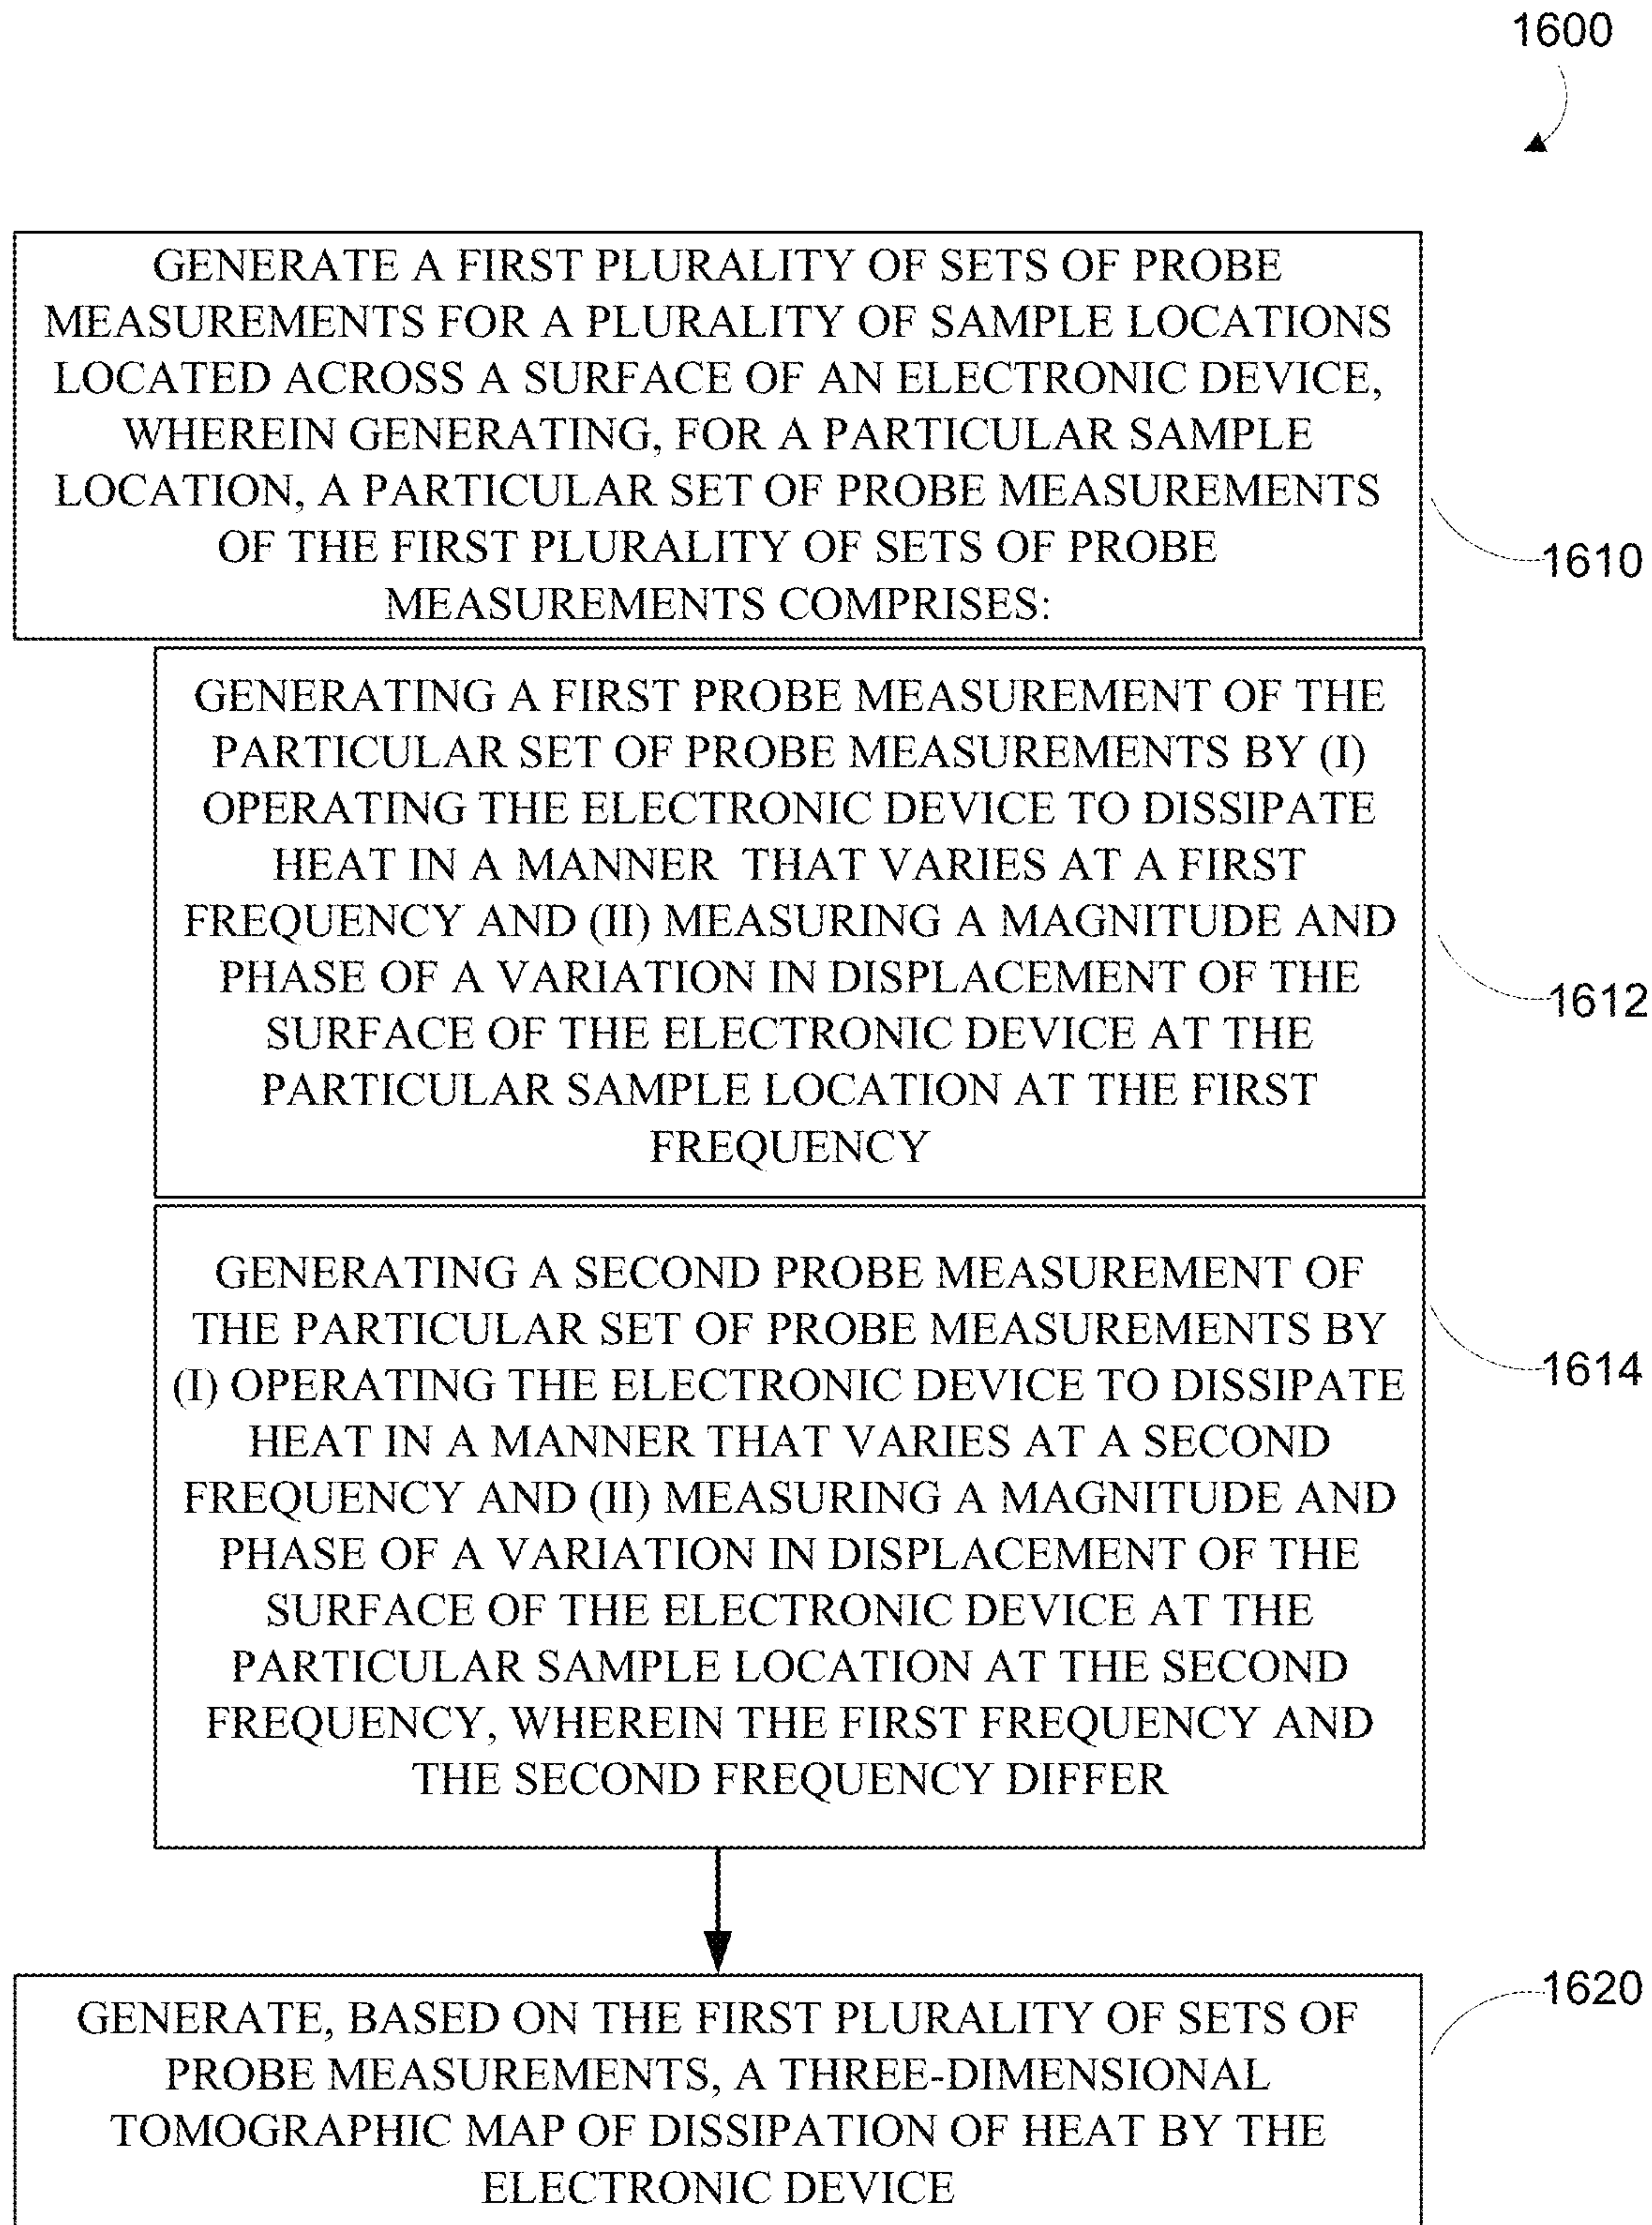 1600
GENERATE A FIRST PLURALITY OF SETS OF PROBE
MEASUREMENTS FOR A PLURALITY OF SAMPLE LOCATIONS
LOCATED ACROSS A SURFACE OF AN ELECTRONIC DEVICE,
WHEREIN GENERATING, FOR A PARTICULAR SAMPLE
LOCATION, A PARTICULAR SET OF PROBE MEASUREMENTS
OF THE FIRST PLURALITY OF SETS OF PROBE
MEASUREMENTS COMPRISES:
1610
GENERATING A FIRST PROBE MEASUREMENT OF THE
PARTICULAR SET OF PROBE MEASUREMENTS BY (I)
OPERATING THE ELECTRONIC DEVICE TO DISSIPATE
HEAT IN A MANNER THAT VARIES AT A FIRST
FREQUENCY AND (II) MEASURING A MAGNITUDE AND
PHASE OF A VARIATION IN DISPLACEMENT OF THE
SURFACE OF THE ELECTRONIC DEVICE AT THE
PARTICULAR SAMPLE LOCATION AT THE FIRST
FREQUENCY
1612
GENERATING A SECOND PROBE MEASUREMENT OF
THE PARTICULAR SET OF PROBE MEASUREMENTS BY
(I) OPERATING THE ELECTRONIC DEVICE TO DISSIPATE
HEAT IN A MANNER THAT VARIES AT A SECOND
FREQUENCY AND (II) MEASURING A MAGNITUDE AND
PHASE OF A VARIATION IN DISPLACEMENT OF THE
SURFACE OF THE ELECTRONIC DEVICE AT THE
PARTICULAR SAMPLE LOCATION AT THE SECOND
FREQUENCY, WHEREIN THE FIRST FREQUENCY AND
THE SECOND FREQUENCY DIFFER
1614
GENERATE, BASED ON THE FIRST PLURALITY OF SETS OF
PROBE MEASUREMENTS, A THREE-DIMENSIONAL
TOMOGRAPHIC MAP OF DISSIPATION OF HEAT BY THE
ELECTRONIC DEVICE
1620